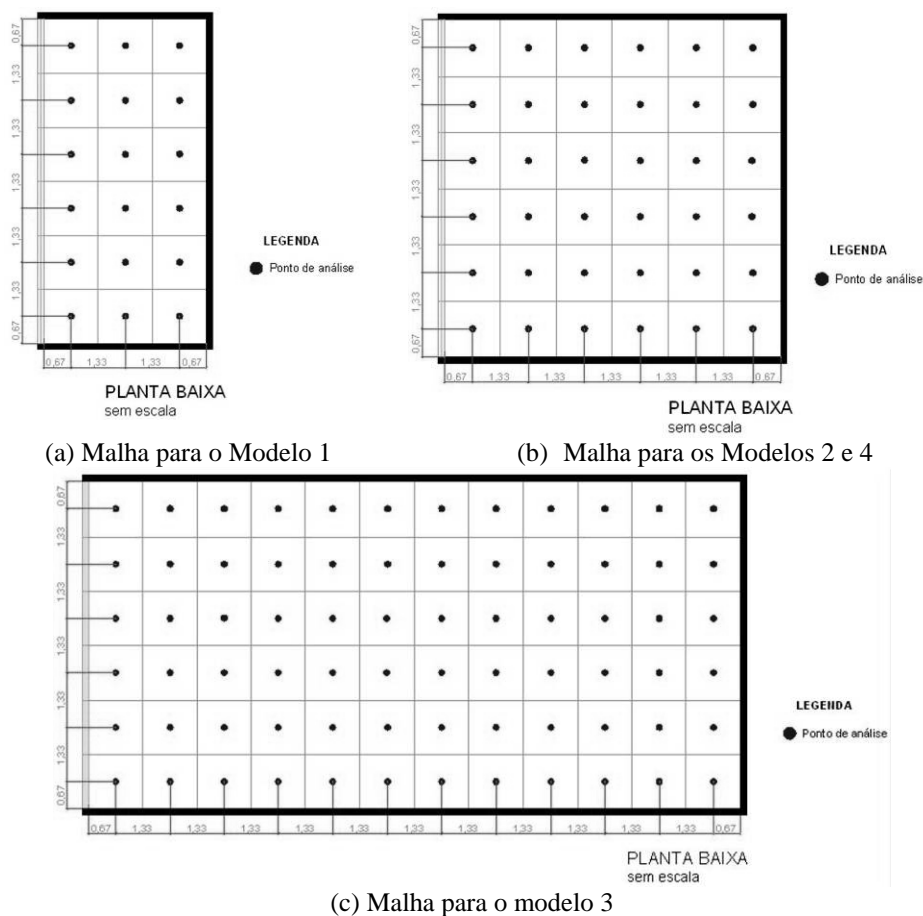 0,67
1,33
1,33
1,33
1,33
1,33
0,67
0,67 1,33 1,33 0,67
LEGENDA
Ponto de análise
PLANTA BAIXA
sem escala
(a) Malha para o Modelo 1
0,67
1,33
1,33
1,33
1,33
1,33
0,67
0,67 1,33 1,33 1,33 1,33 1,33 0,67
LEGENDA
Ponto de análise
PLANTA BAIXA
sem escala
(b) Malha para os Modelos 2 e 4
0,67
1,33
1,33
1,33
1,33
1,33
0,67
0,67 1,33 1,33 1,33 1,33 1,33 1,33 1,33 1,33 1,33 1,33 1,33 0,67
LEGENDA
Ponto de análise
PLANTA BAIXA
sem escala
(c) Malha para o modelo 3